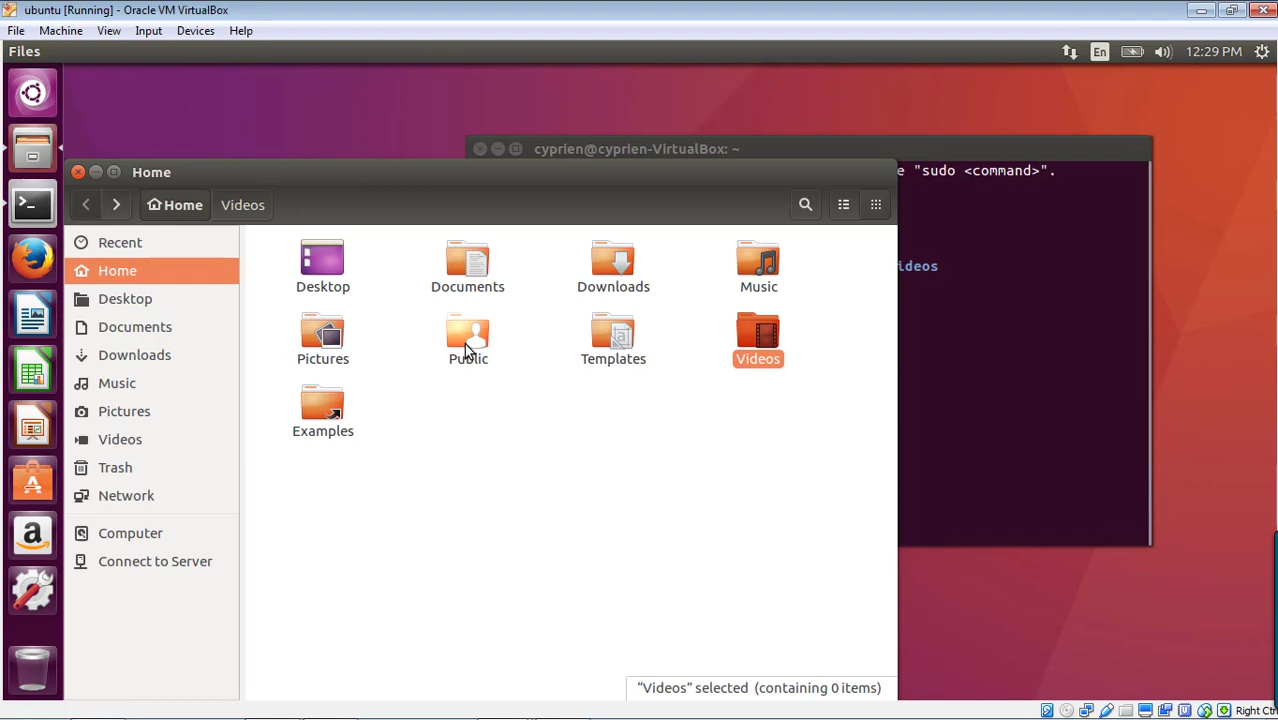 ubuntu [Running] - Oracle VM VirtualBox
File Machine View Input Devices Help
Files En 12:29 PM
cyprien@cyprien-VirtualBox: ~
e "sudo <command>".
ideos
Home
Home Videos
Recent
Home
Desktop
Documents
Downloads
Music
Pictures
Videos
Trash
Network
Computer
Connect to Server
Desktop Documents Downloads Music
Pictures Public Templates Videos
Examples
"Videos" selected (containing 0 items)
Right Ctrl